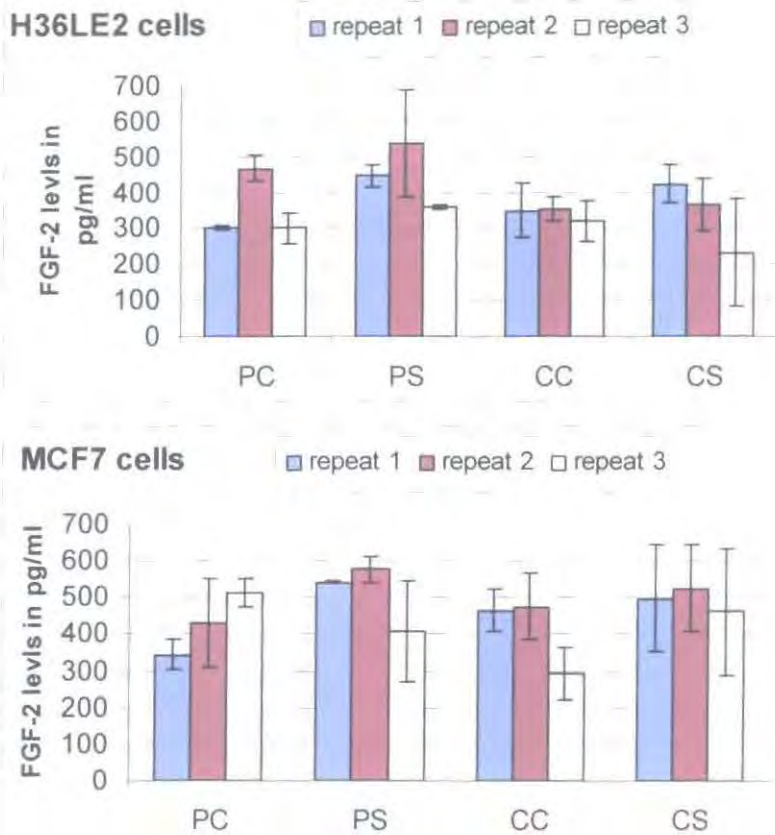 H36LE2 cells
repeat 1 repeat 2 repeat 3
FGF-2 levls in
pg/ml
700
600
500
400
300
200
100
0
PC PS CC CS
MCF7 cells
repeat 1 repeat 2 repeat 3
FGF-2 levls in pg/ml
700
600
500
400
300
200
100
0
PC PS CC CS